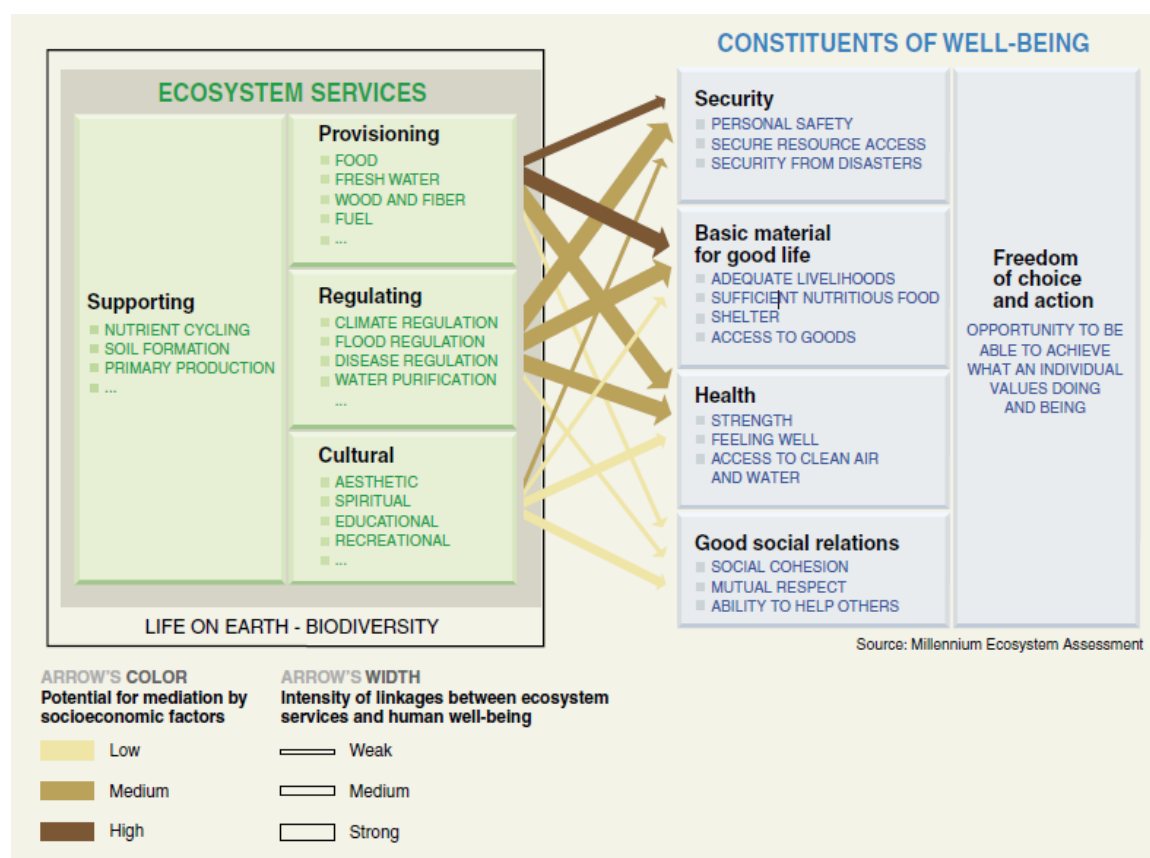 CONSTITUENTS OF WELL-BEING
ECOSYSTEM SERVICES
Supporting
NUTRIENT CYCLING
SOIL FORMATION
PRIMARY PRODUCTION
...
Provisioning
FOOD
FRESH WATER
WOOD AND FIBER
FUEL
...
Regulating
CLIMATE REGULATION
FLOOD REGULATION
DISEASE REGULATION
WATER PURIFICATION
...
Cultural
AESTHETIC
SPIRITUAL
EDUCATIONAL
RECREATIONAL
...
LIFE ON EARTH - BIODIVERSITY
Security
PERSONAL SAFETY
SECURE RESOURCE ACCESS
SECURITY FROM DISASTERS
Basic material
for good life
ADEQUATE LIVELIHOODS
SUFFICIENT NUTRITIOUS FOOD
SHELTER
ACCESS TO GOODS
Health
STRENGTH
FEELING WELL
ACCESS TO CLEAN AIR
AND WATER
Good social relations
SOCIAL COHESION
MUTUAL RESPECT
ABILITY TO HELP OTHERS
Freedom
of choice
and action
OPPORTUNITY TO BE
ABLE TO ACHIEVE
WHAT AN INDIVIDUAL
VALUES DOING
AND BEING
Source: Millennium Ecosystem Assessment
ARROW'S COLOR
Potential for mediation by
socioeconomic factors
Low
Medium
High
ARROW'S WIDTH
Intensity of linkages between ecosystem
services and human well-being
Weak
Medium
Strong